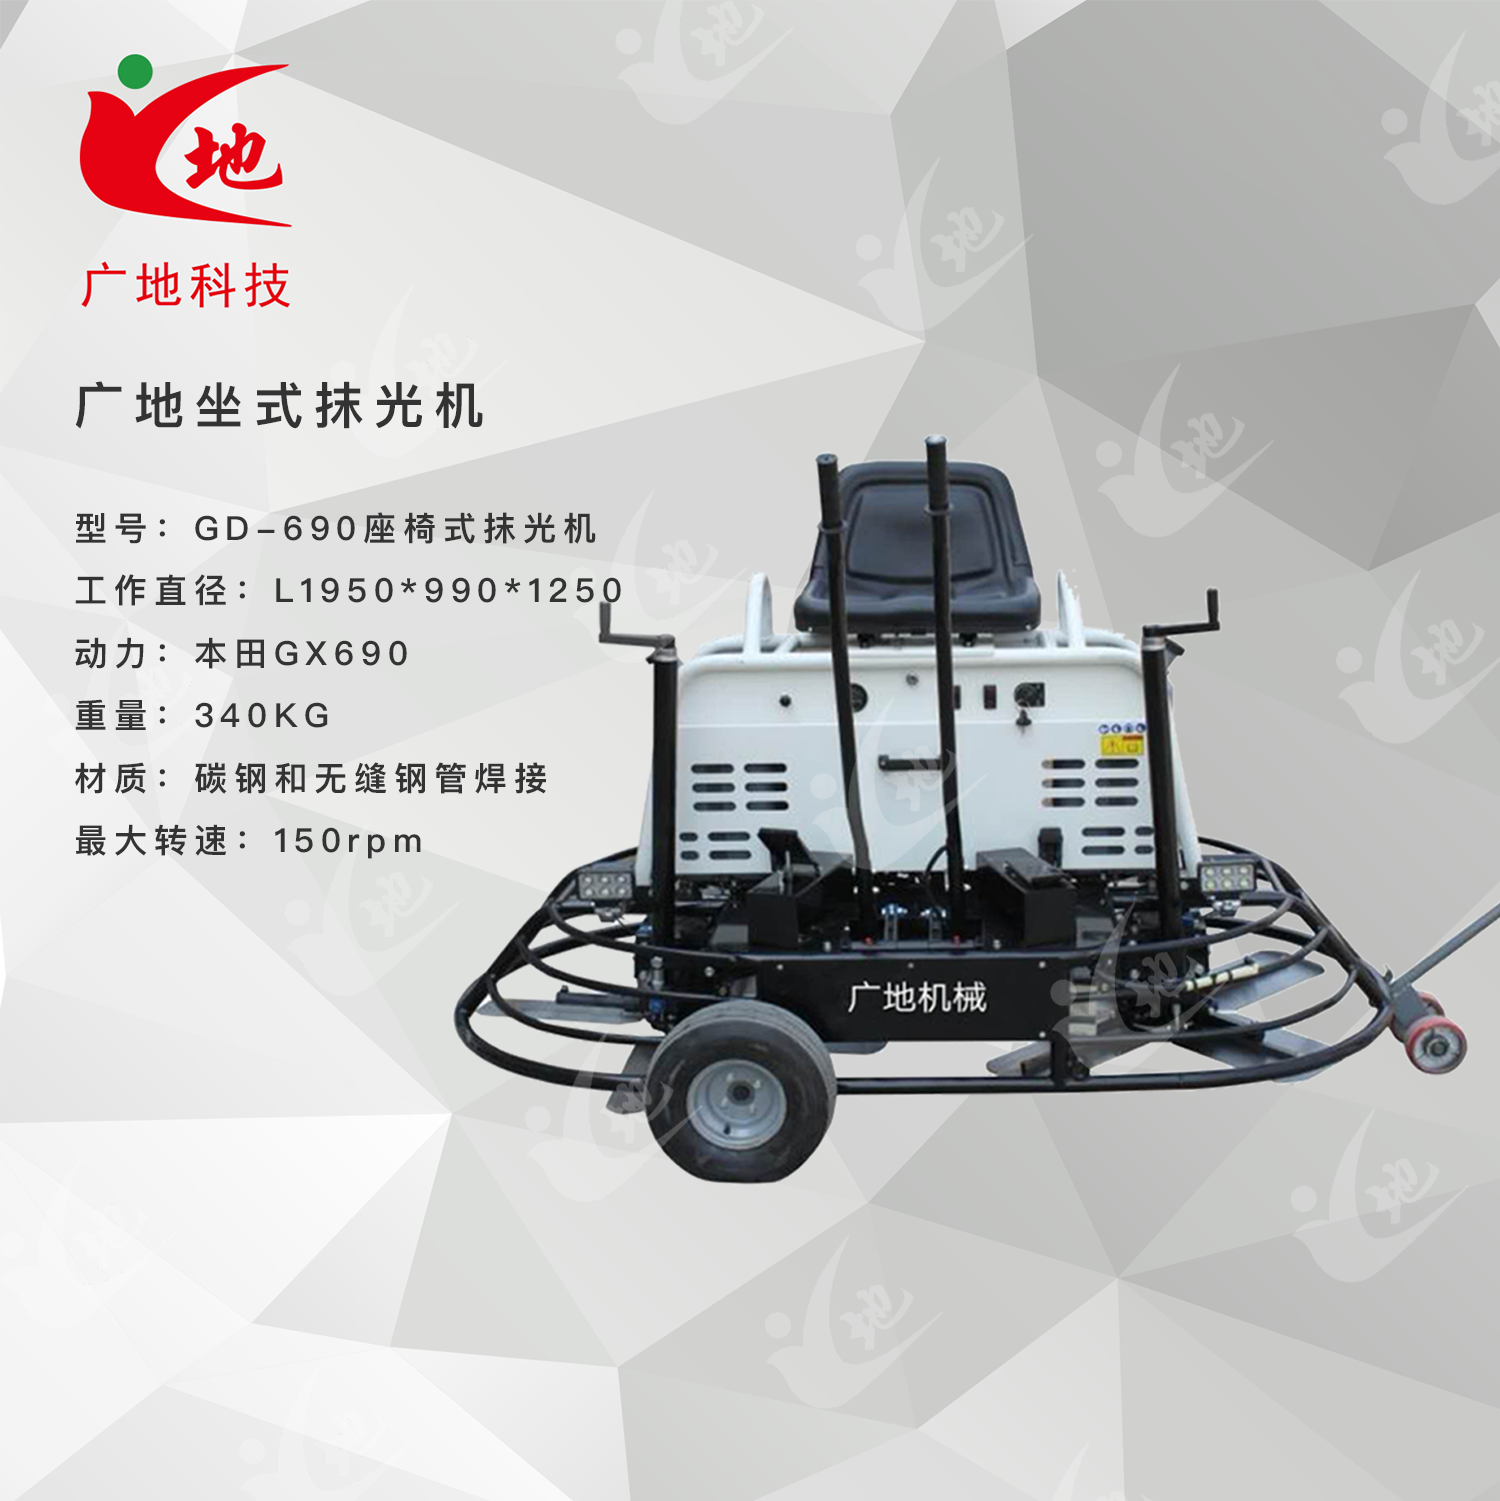 地
广地科技
广地坐式抹光机
型号：GD-690座椅式抹光机
工作直径：L1950*990*1250
动力：本田GX690
重量：340KG
材质：碳钢和无缝钢管焊接
最大转速：150rpm
广地机械